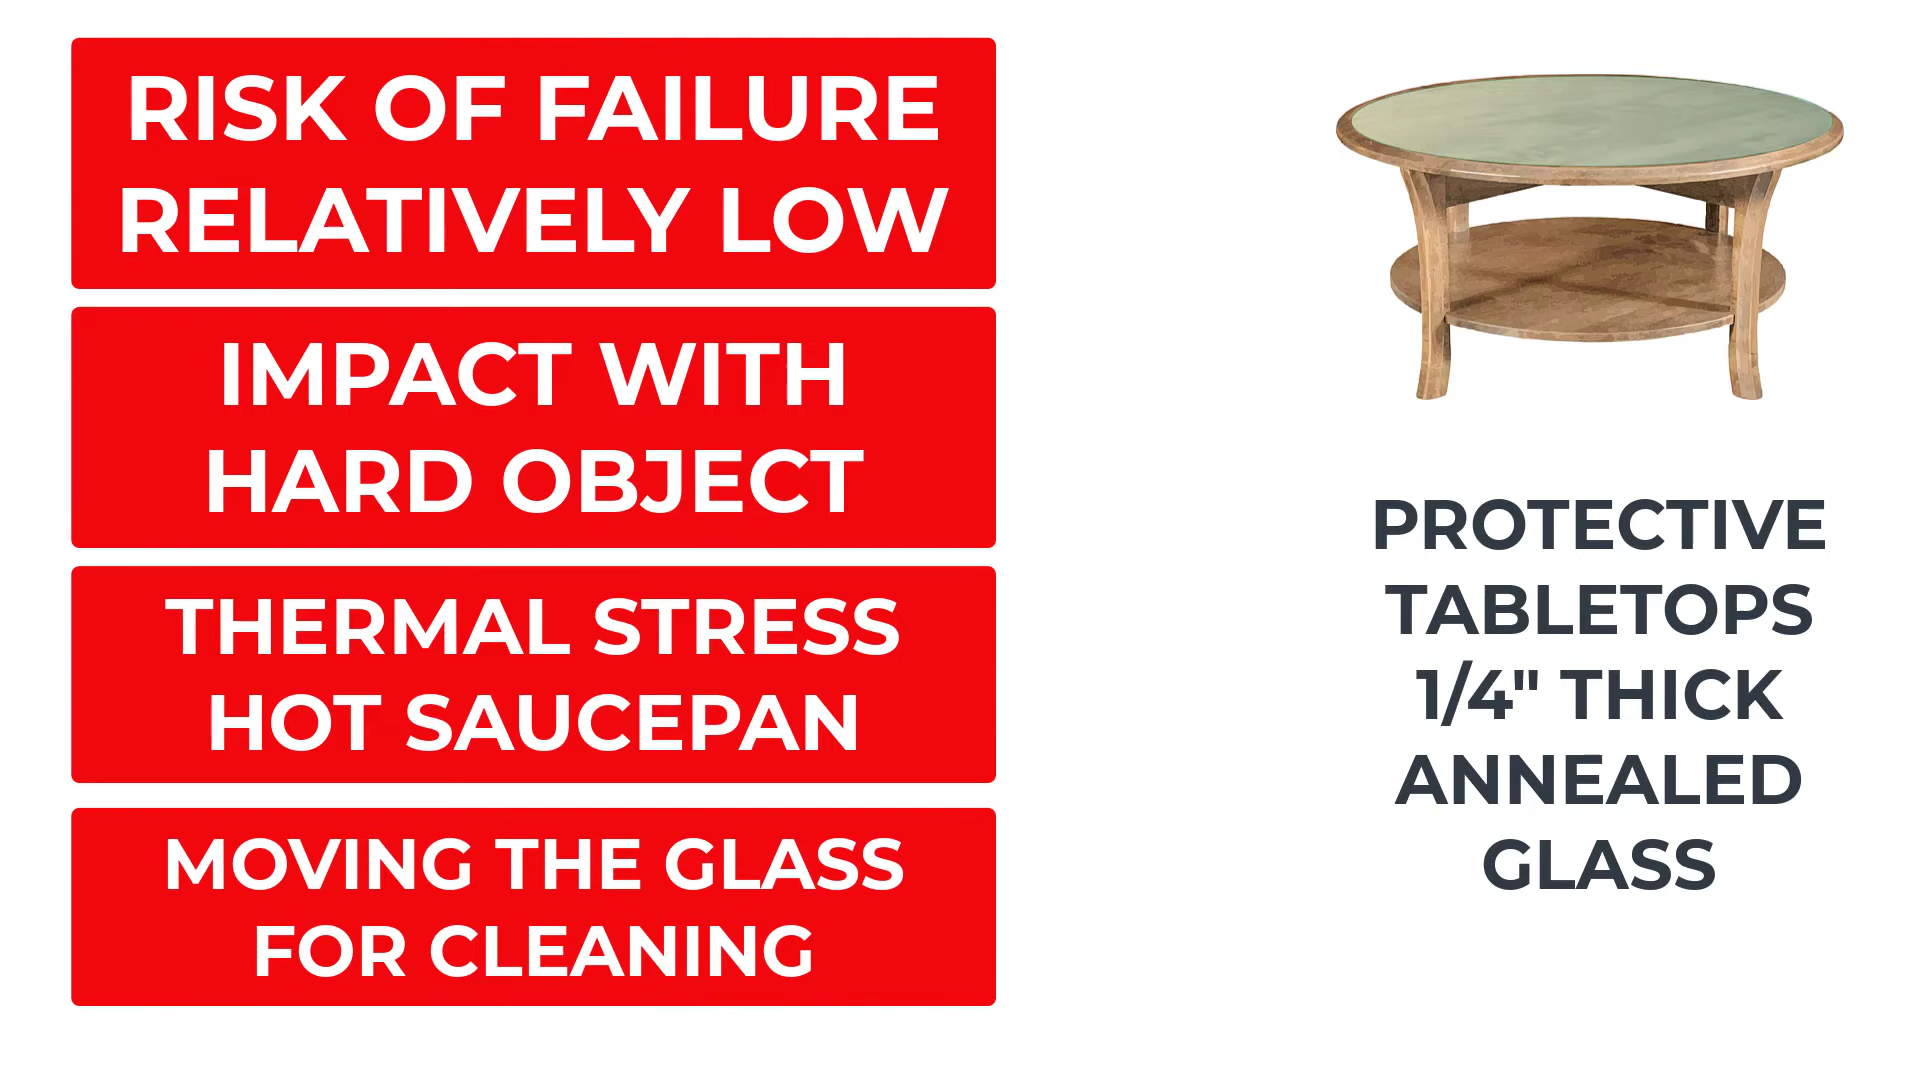 RISK OF FAILURE
RELATIVELY LOW
IMPACT WITH
HARD OBJECT
THERMAL STRESS
HOT SAUCEPAN
MOVING THE GLASS
FOR CLEANING
PROTECTIVE
TABLETOPS
1/4" THICK
ANNEALED
GLASS